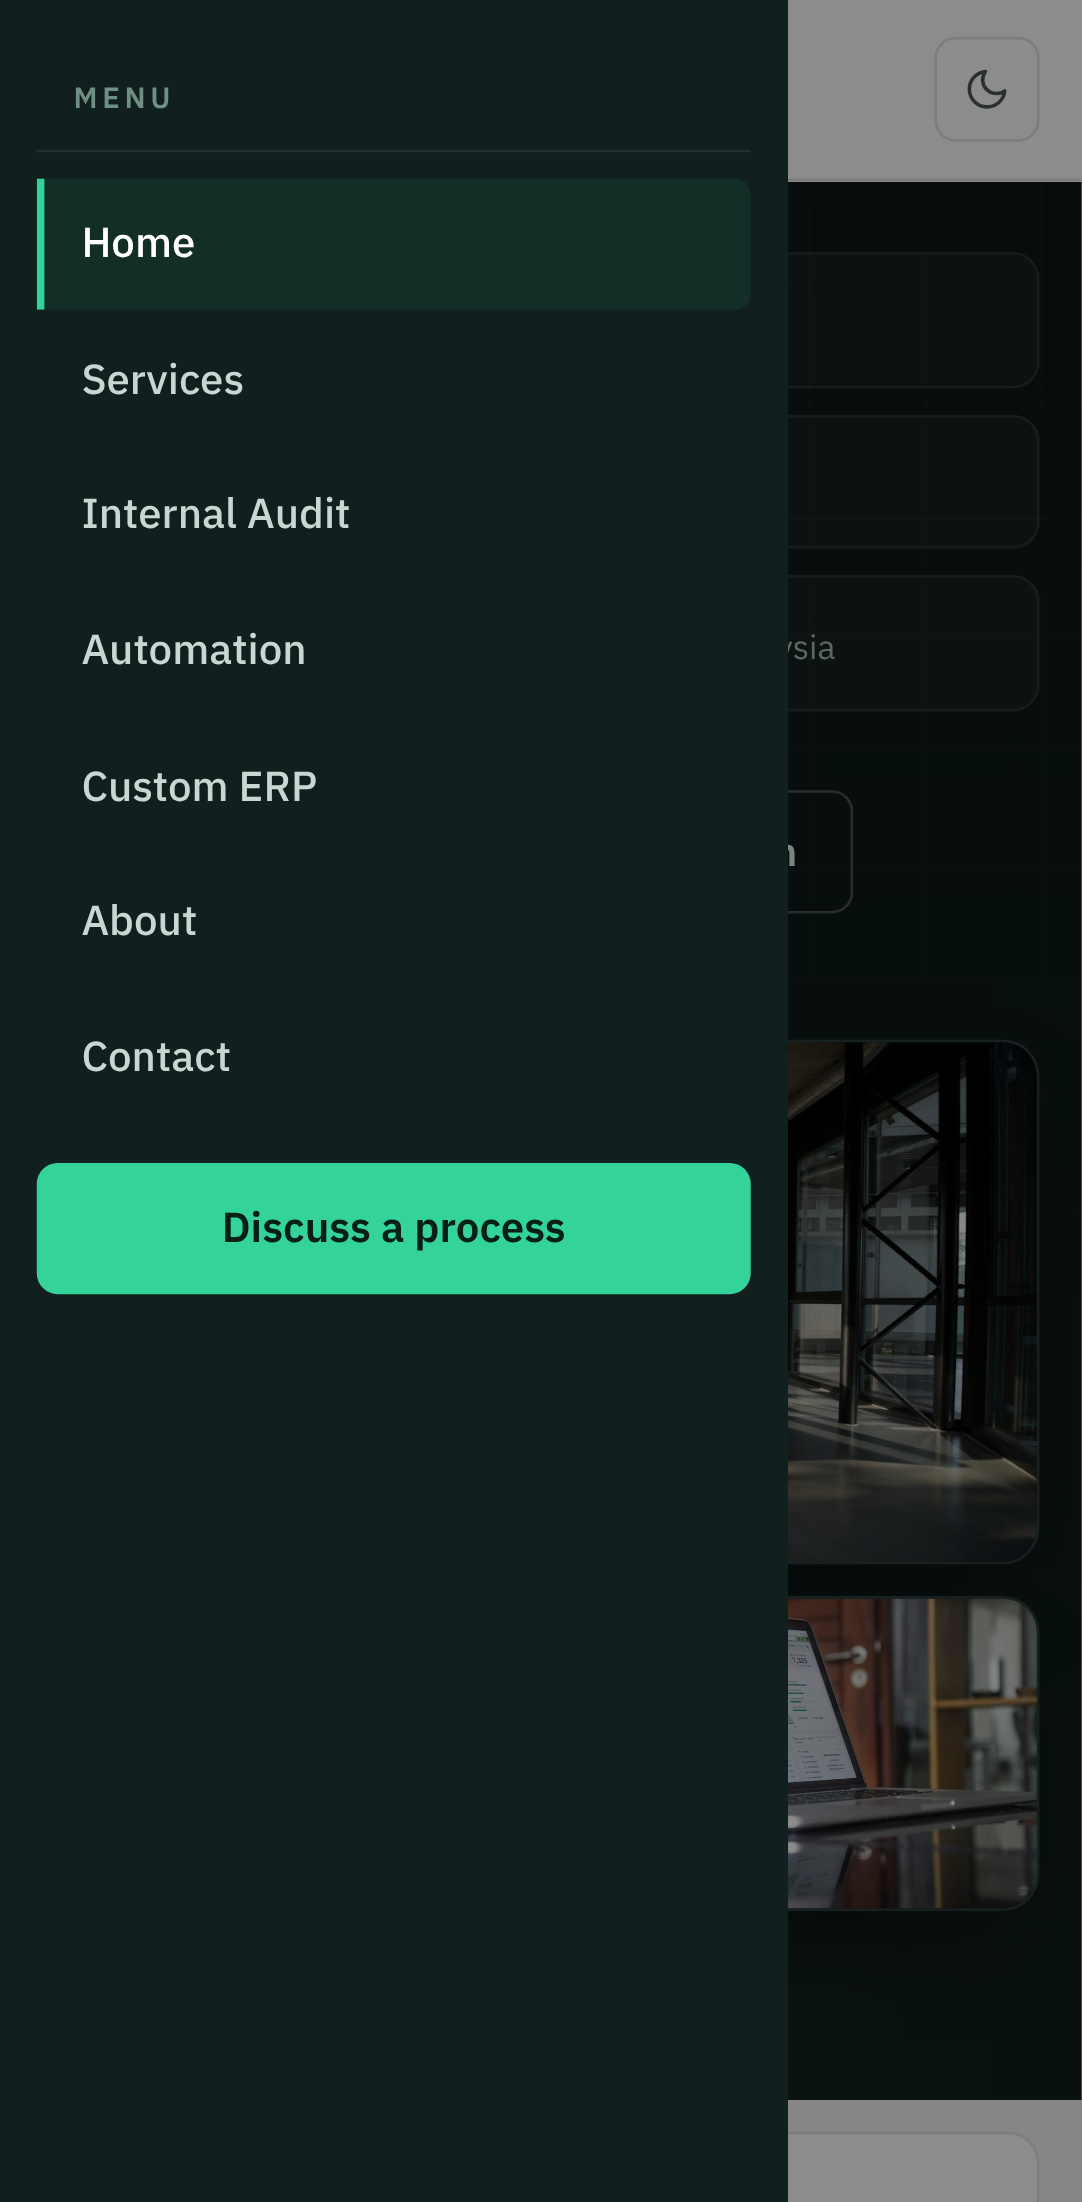 MENU
Home
Services
Internal Audit
Automation
Custom ERP
About
Contact
Discuss a process